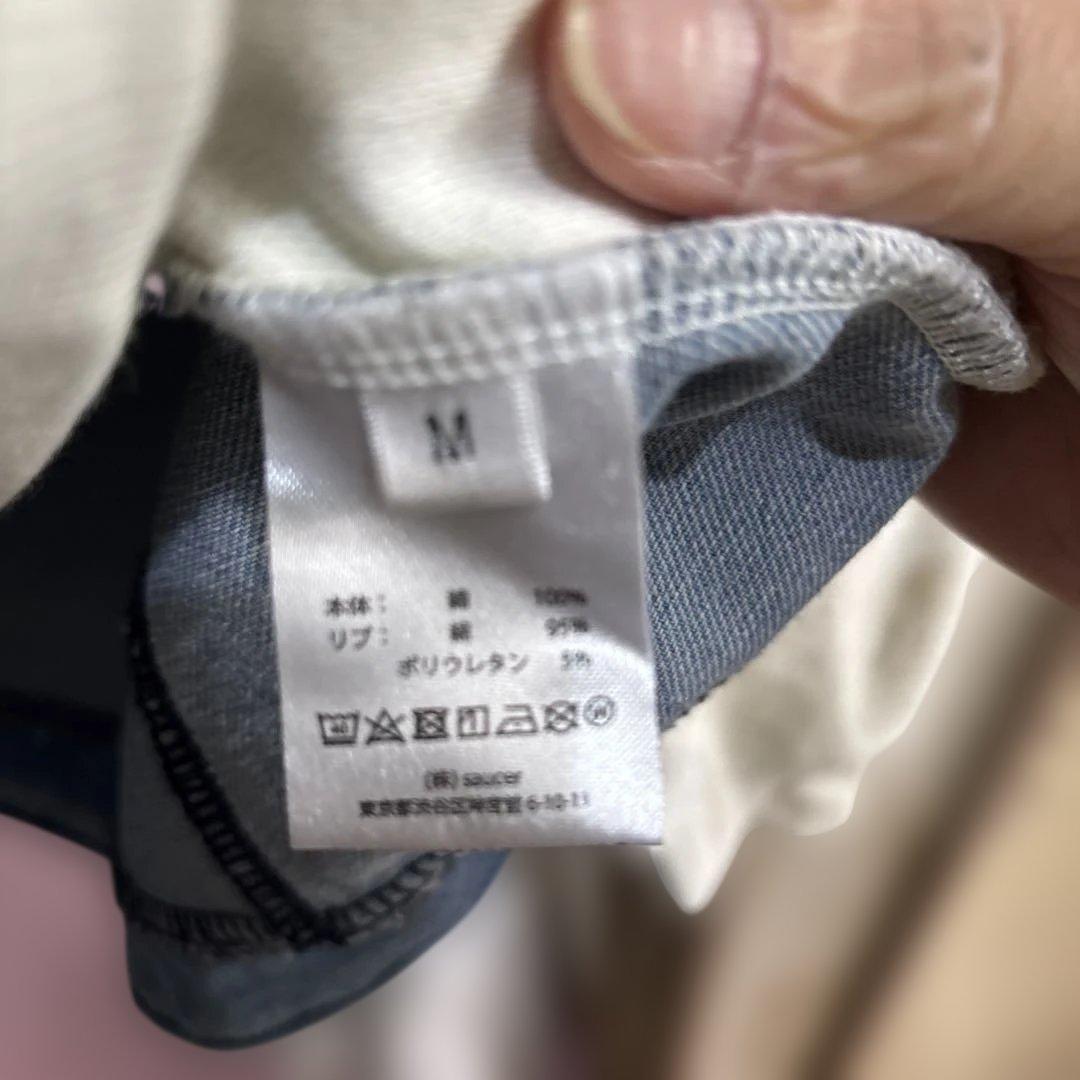 M
本体： 綿 100%
リブ： 綿 95%
ポリウレタン 5%
40
(株) saucer
東京都渋谷区神宮前 6-10-11